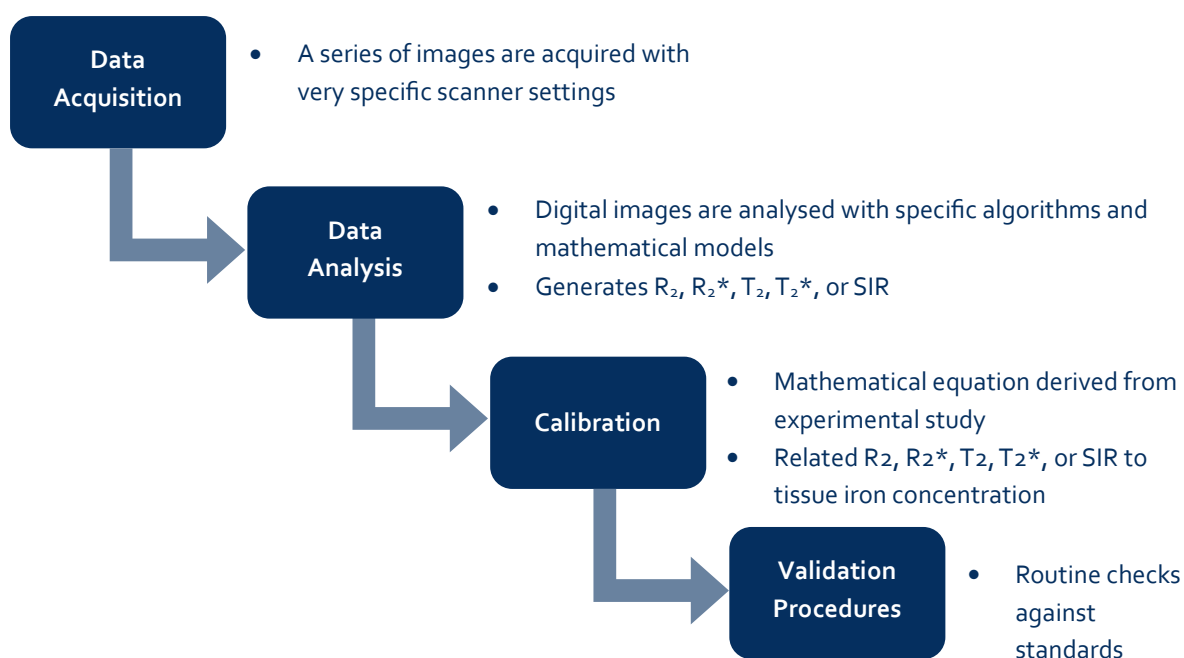 Data
Acquisition
• A series of images are acquired with
very specific scanner settings
Data
Analysis
• Digital images are analysed with specific algorithms and
mathematical models
• Generates R₂, R₂*, T₂, T₂*, or SIR
Calibration
• Mathematical equation derived from
experimental study
• Related R2, R2*, T2, T2*, or SIR to
tissue iron concentration
Validation
Procedures
• Routine checks
against
standards